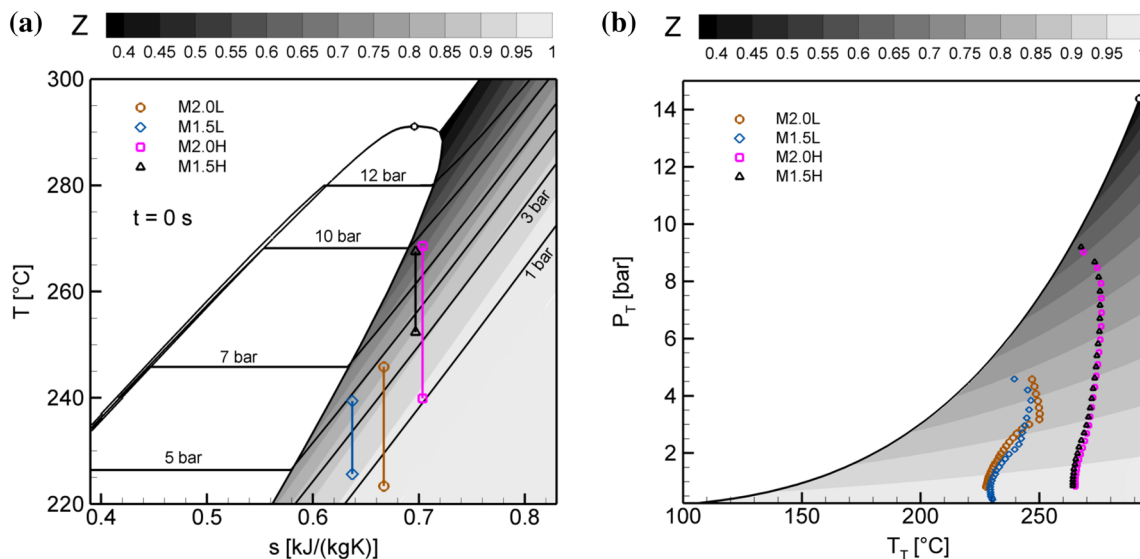 (a)
Z
0.4 0.45 0.5 0.55 0.6 0.65 0.7 0.75 0.8 0.85 0.9 0.95 1
300
280
260
240
220
T [°C]
M2.0L
M1.5L
M2.0H
M1.5H
t = 0 s
12 bar
10 bar
7 bar
5 bar
3 bar
1 bar
0.4 0.5 0.6 0.7 0.8
s [kJ/(kgK)]
(b)
Z
0.4 0.45 0.5 0.55 0.6 0.65 0.7 0.75 0.8 0.85 0.9 0.95
14
12
10
8
6
4
2
P_T [bar]
M2.0L
M1.5L
M2.0H
M1.5H
100 150 200 250
T_T [°C]